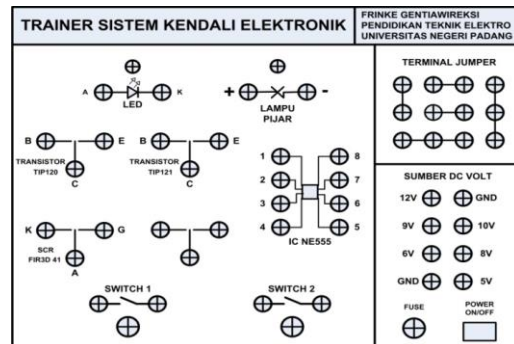 TRAINER SISTEM KENDALI ELEKTRONIK
FRINKE GENTIAWIREKSI
PENDIDIKAN TEKNIK ELEKTRO
UNIVERSITAS NEGERI PADANG
A K
LED
+ -
LAMPU
PIJAR
TERMINAL JUMPER
B E
TRANSISTOR
TIP120
C
B E
TRANSISTOR
TIP121
C
1 8
2 7
3 6
4 5
IC NE555
K G
SCR
FIR3D 41
A
SWITCH 1
SWITCH 2
SUMBER DC VOLT
12V GND
9V 10V
6V 8V
GND 5V
FUSE
POWER
ON/OFF